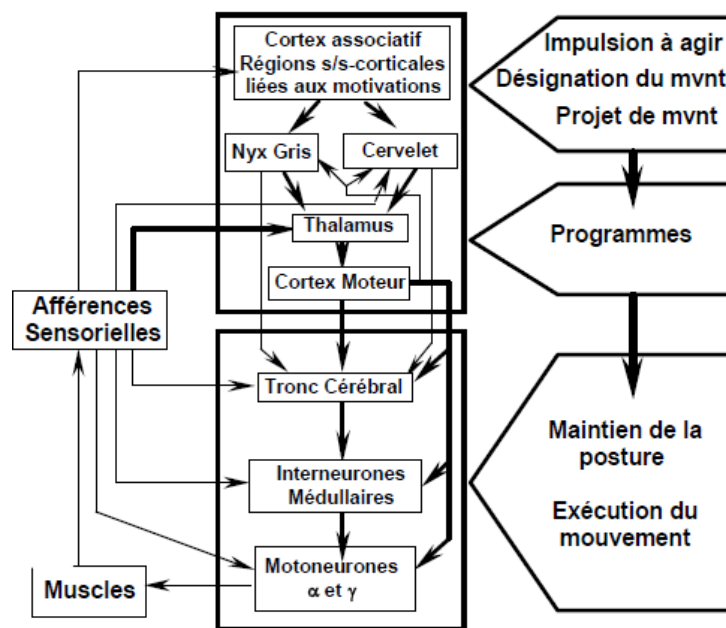 Cortex associatif
Régions s/s-corticales
liées aux motivations
Nyx Gris
Cervelet
Thalamus
Cortex Moteur
Afférences
Sensorielles
Tronc Cérébral
Interneurones
Médullaires
Motoneurones
α et γ
Muscles
Impulsion à agir
Désignation du mvnt
Projet de mvnt
Programmes
Maintien de la
posture
Exécution du
mouvement